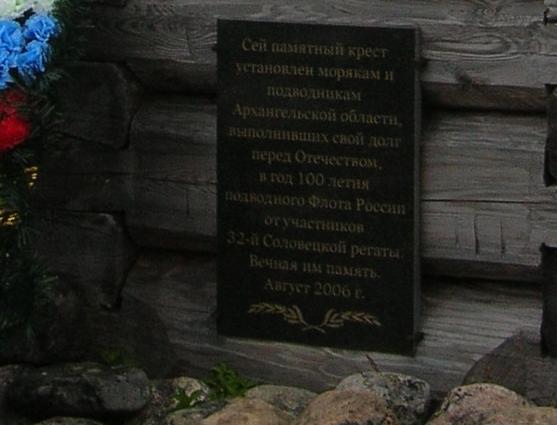 Сей памятный крест
установлен морякам и
подводникам
Архангельской области,
выполнивших свой долг
перед Отечеством,
в год 100 летия
подводного Флота России
от участников
32-й Соловецкой регаты.
Вечная им память.
Август 2006 г.